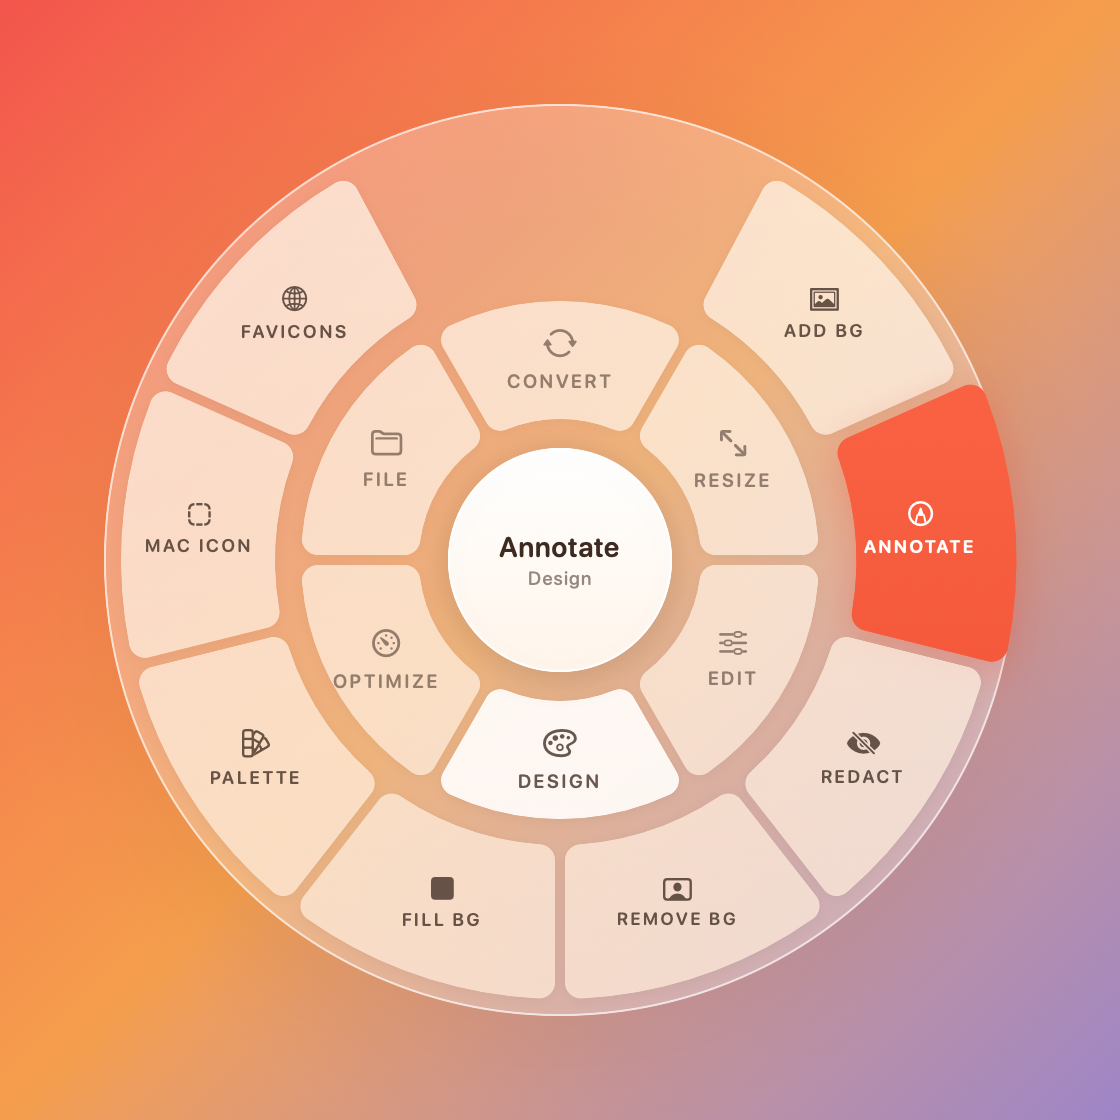 FAVICONS
ADD BG
CONVERT
FILE
RESIZE
MAC ICON
ANNOTATE
Annotate
Design
OPTIMIZE
EDIT
PALETTE
DESIGN
REDACT
FILL BG
REMOVE BG